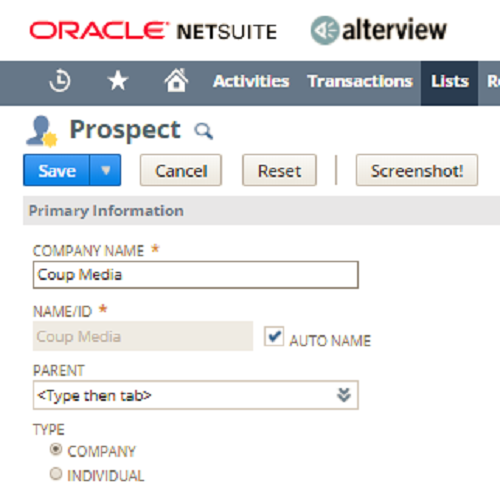 ORACLE NETSUITE alterview
Activities Transactions Lists R
Prospect
Save Cancel Reset Screenshot!
Primary Information
COMPANY NAME *
Coup Media
NAME/ID *
Coup Media AUTO NAME
PARENT
<Type then tab>
TYPE
COMPANY
INDIVIDUAL